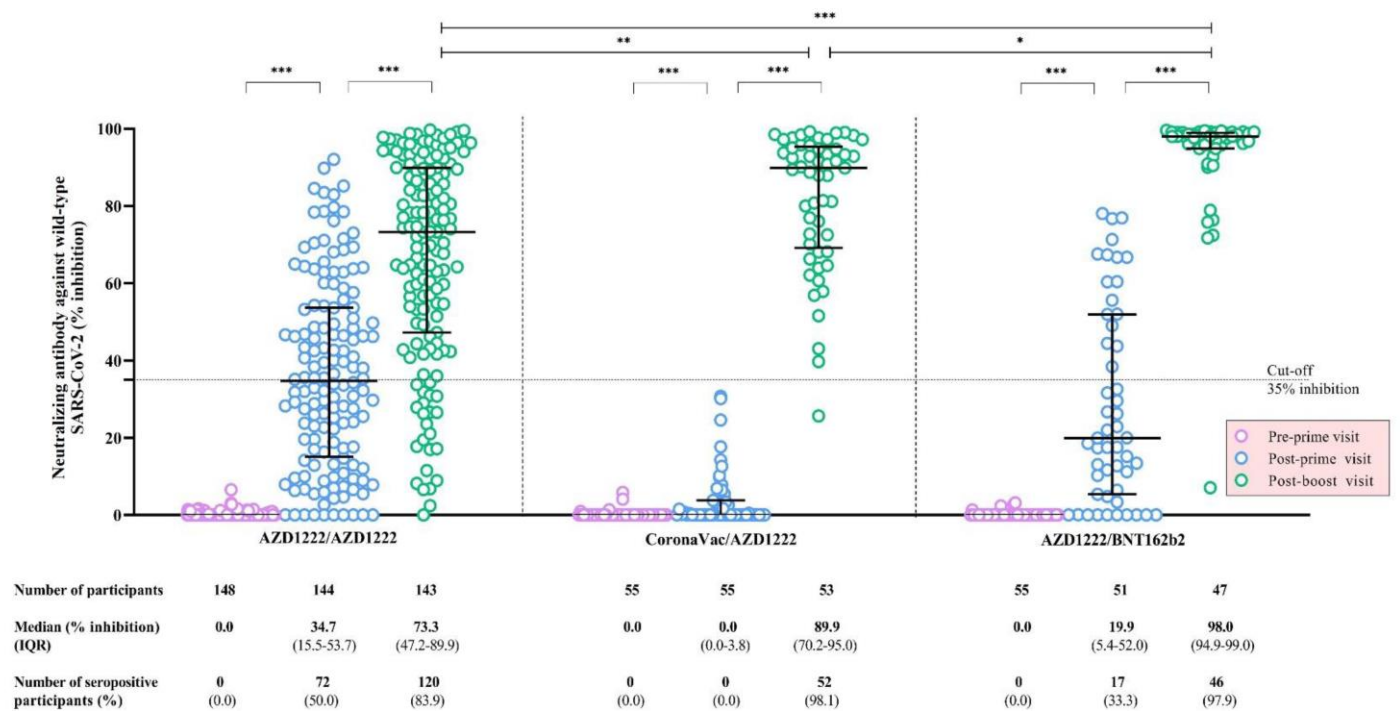 ***
** *
*** *** *** *** *** ***
Neutralizing antibody against wild-type
SARS-CoV-2 (% inhibition)
100
80
60
40
20
0
Cut-off
35% inhibition
Pre-prime visit
Post-prime visit
Post-boost visit
AZD1222/AZD1222 CoronaVac/AZD1222 AZD1222/BNT162b2
Number of participants 148 144 143 55 55 53 55 51 47
Median (% inhibition) 0.0 34.7 73.3 0.0 0.0 89.9 0.0 19.9 98.0
(IQR) (15.5-53.7) (47.2-89.9) (0.0-3.8) (70.2-95.0) (5.4-52.0) (94.9-99.0)
Number of seropositive 0 72 120 0 0 52 0 17 46
participants (%) (0.0) (50.0) (83.9) (0.0) (0.0) (98.1) (0.0) (33.3) (97.9)